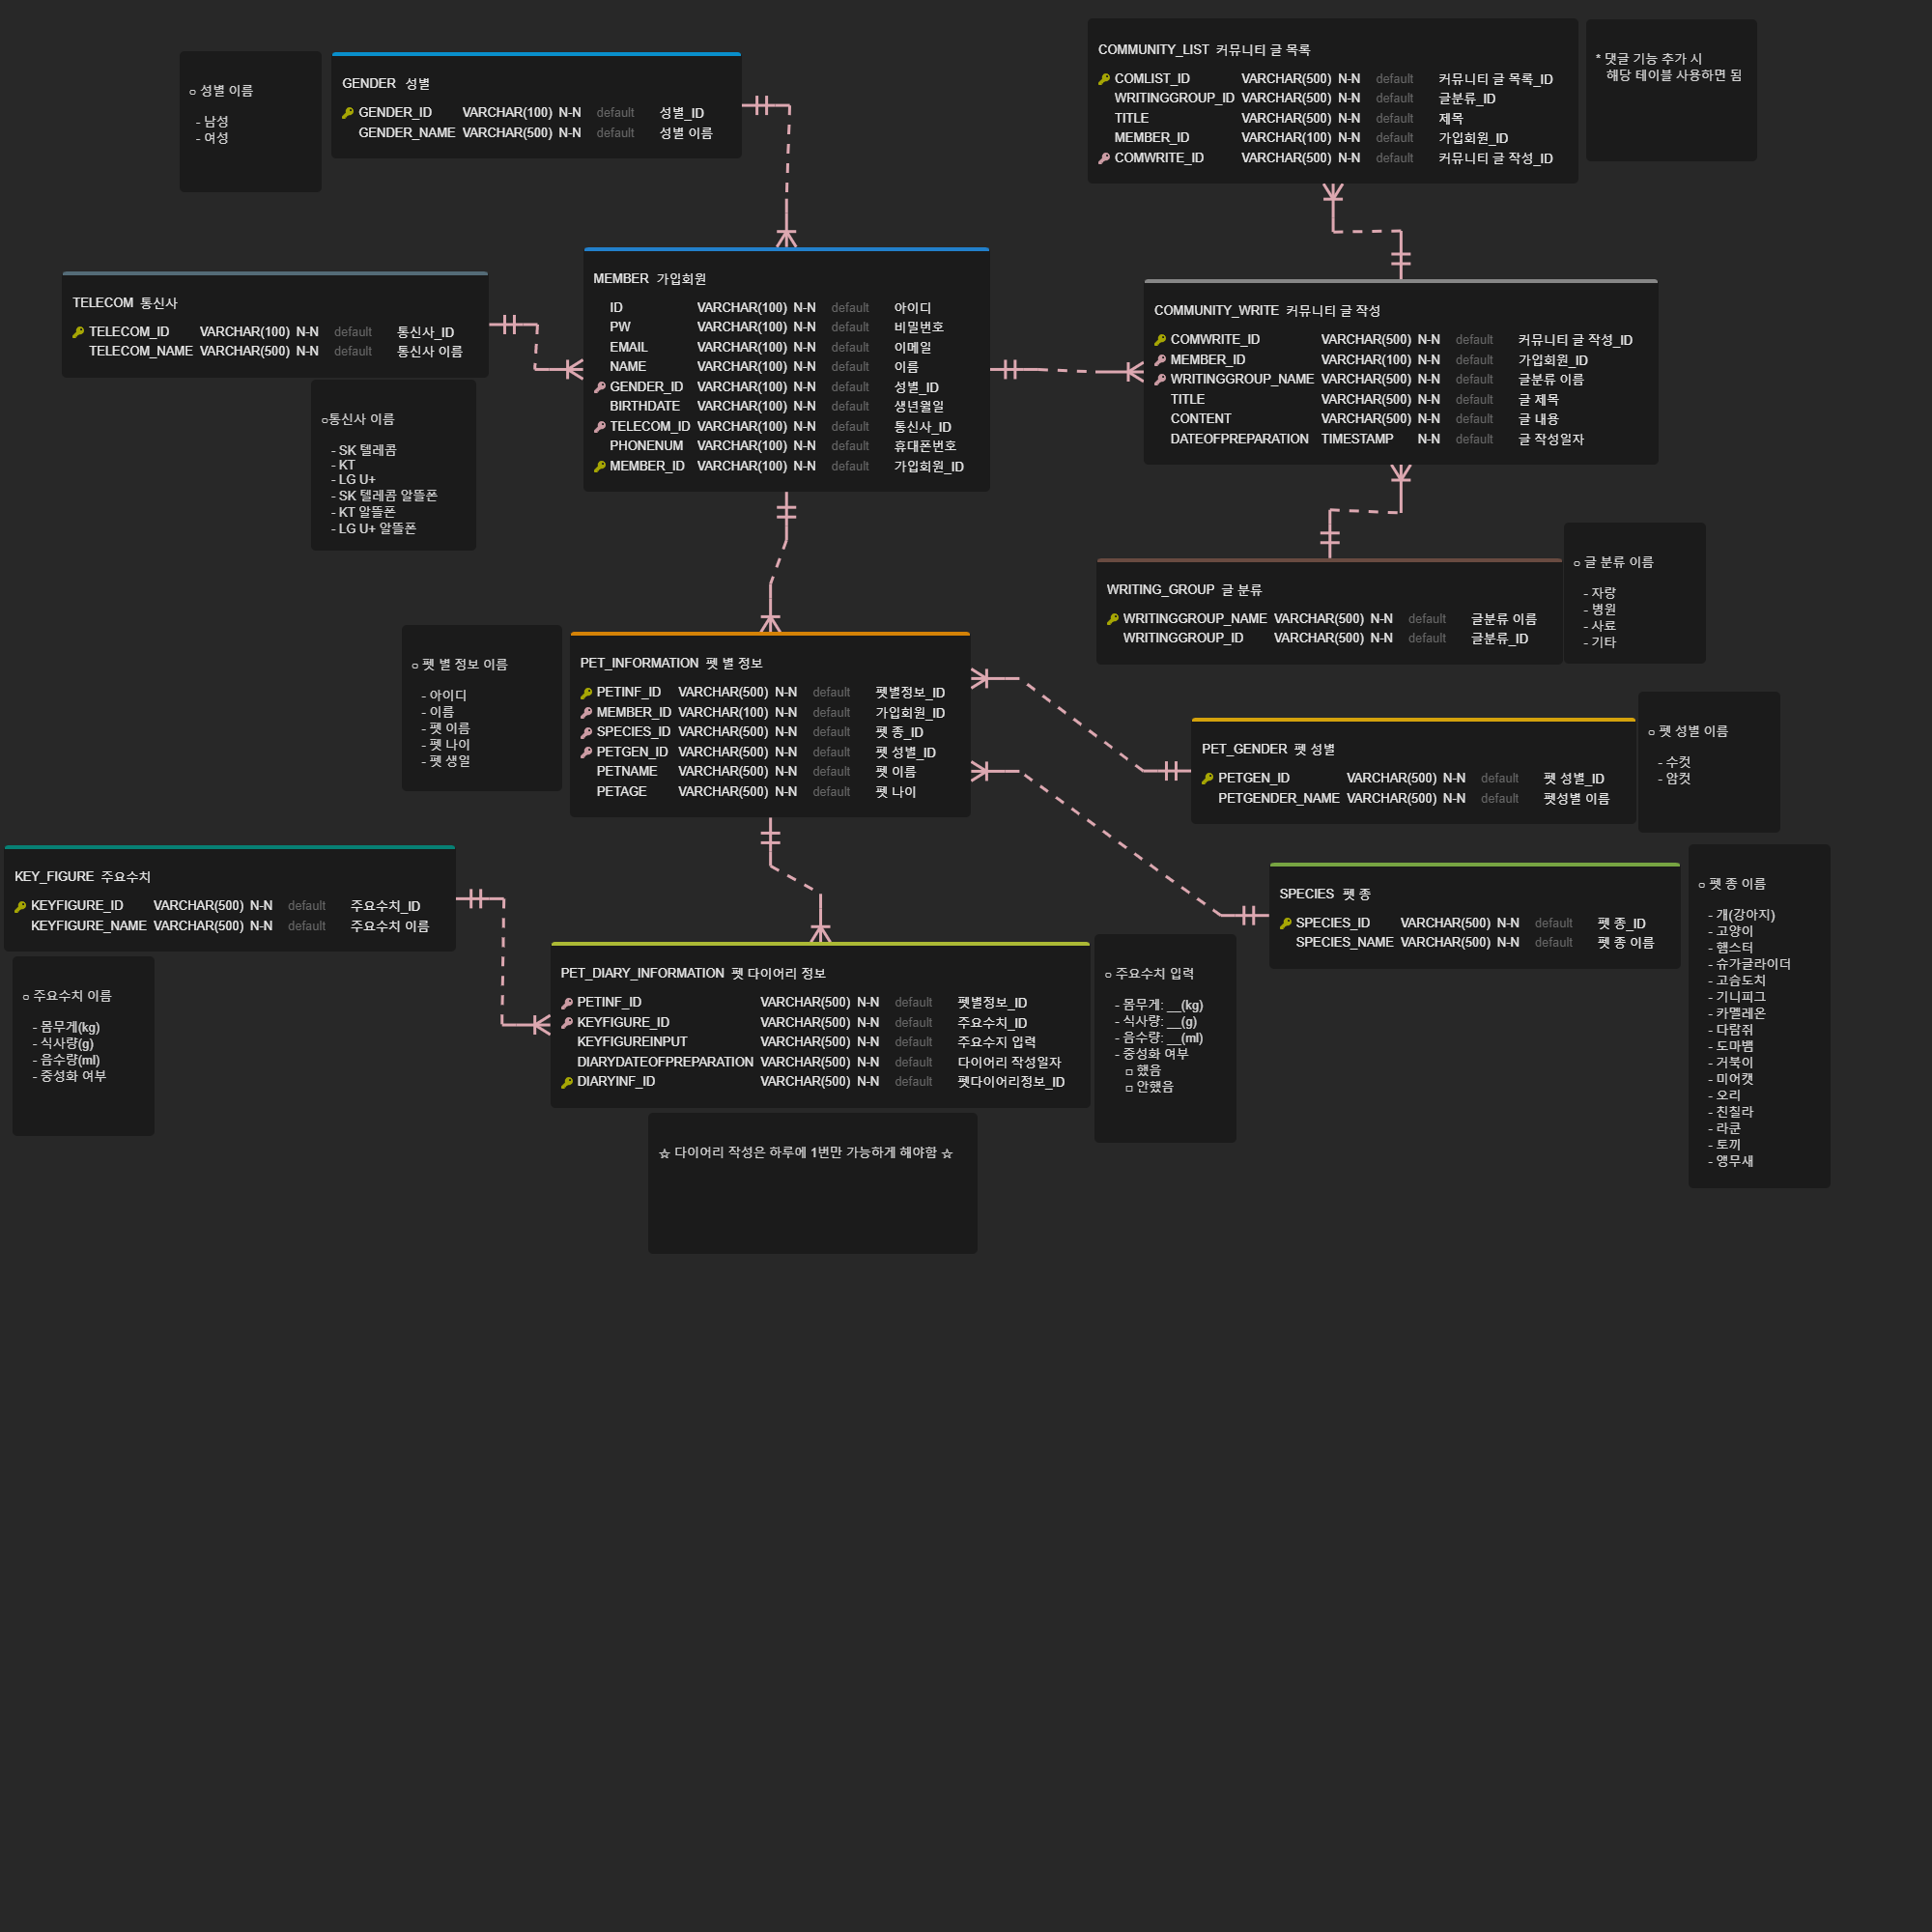 ○ 성별 이름
- 남성
- 여성
GENDER 성별
GENDER_ID VARCHAR(100) N-N default 성별_ID
GENDER_NAME VARCHAR(500) N-N default 성별 이름
COMMUNITY_LIST 커뮤니티 글 목록
COMLIST_ID VARCHAR(500) N-N default 커뮤니티 글 목록_ID
WRITINGGROUP_ID VARCHAR(500) N-N default 글분류_ID
TITLE VARCHAR(500) N-N default 제목
MEMBER_ID VARCHAR(100) N-N default 가입회원_ID
COMWRITE_ID VARCHAR(500) N-N default 커뮤니티 글 작성_ID
* 댓글 기능 추가 시
해당 테이블 사용하면 됨
TELECOM 통신사
TELECOM_ID VARCHAR(100) N-N default 통신사_ID
TELECOM_NAME VARCHAR(500) N-N default 통신사 이름
○통신사 이름
- SK 텔레콤
- KT
- LG U+
- SK 텔레콤 알뜰폰
- KT 알뜰폰
- LG U+ 알뜰폰
MEMBER 가입회원
ID VARCHAR(100) N-N default 아이디
PW VARCHAR(100) N-N default 비밀번호
EMAIL VARCHAR(100) N-N default 이메일
NAME VARCHAR(100) N-N default 이름
GENDER_ID VARCHAR(100) N-N default 성별_ID
BIRTHDATE VARCHAR(100) N-N default 생년월일
TELECOM_ID VARCHAR(100) N-N default 통신사_ID
PHONENUM VARCHAR(100) N-N default 휴대폰번호
MEMBER_ID VARCHAR(100) N-N default 가입회원_ID
COMMUNITY_WRITE 커뮤니티 글 작성
COMWRITE_ID VARCHAR(500) N-N default 커뮤니티 글 작성_ID
MEMBER_ID VARCHAR(100) N-N default 가입회원_ID
WRITINGGROUP_NAME VARCHAR(500) N-N default 글분류 이름
TITLE VARCHAR(500) N-N default 글 제목
CONTENT VARCHAR(500) N-N default 글 내용
DATEOFPREPARATION TIMESTAMP N-N default 글 작성일자
WRITING_GROUP 글 분류
WRITINGGROUP_NAME VARCHAR(500) N-N default 글분류 이름
WRITINGGROUP_ID VARCHAR(500) N-N default 글분류_ID
○ 글 분류 이름
- 자랑
- 병원
- 사료
- 기타
○ 펫 별 정보 이름
- 아이디
- 이름
- 펫 이름
- 펫 나이
- 펫 생일
PET_INFORMATION 펫 별 정보
PETINF_ID VARCHAR(500) N-N default 펫별정보_ID
MEMBER_ID VARCHAR(100) N-N default 가입회원_ID
SPECIES_ID VARCHAR(500) N-N default 펫 종_ID
PETGEN_ID VARCHAR(500) N-N default 펫 성별_ID
PETNAME VARCHAR(500) N-N default 펫 이름
PETAGE VARCHAR(500) N-N default 펫 나이
PET_GENDER 펫 성별
PETGEN_ID VARCHAR(500) N-N default 펫 성별_ID
PETGENDER_NAME VARCHAR(500) N-N default 펫성별 이름
○ 펫 성별 이름
- 수컷
- 암컷
KEY_FIGURE 주요수치
KEYFIGURE_ID VARCHAR(500) N-N default 주요수치_ID
KEYFIGURE_NAME VARCHAR(500) N-N default 주요수치 이름
○ 주요수치 이름
- 몸무게(kg)
- 식사량(g)
- 음수량(ml)
- 중성화 여부
SPECIES 펫 종
SPECIES_ID VARCHAR(500) N-N default 펫 종_ID
SPECIES_NAME VARCHAR(500) N-N default 펫 종 이름
○ 펫 종 이름
- 개(강아지)
- 고양이
- 햄스터
- 슈가글라이더
- 고슴도치
- 기니피그
- 카멜레온
- 다람쥐
- 도마뱀
- 거북이
- 미어캣
- 오리
- 친칠라
- 라쿤
- 토끼
- 앵무새
PET_DIARY_INFORMATION 펫 다이어리 정보
PETINF_ID VARCHAR(500) N-N default 펫별정보_ID
KEYFIGURE_ID VARCHAR(500) N-N default 주요수치_ID
KEYFIGUREINPUT VARCHAR(500) N-N default 주요수지 입력
DIARYDATEOFPREPARATION VARCHAR(500) N-N default 다이어리 작성일자
DIARYINF_ID VARCHAR(500) N-N default 펫다이어리정보_ID
○ 주요수치 입력
- 몸무게: __(kg)
- 식사량: __(g)
- 음수량: __(ml)
- 중성화 여부
□ 했음
□ 안했음
☆ 다이어리 작성은 하루에 1번만 가능하게 해야함 ☆